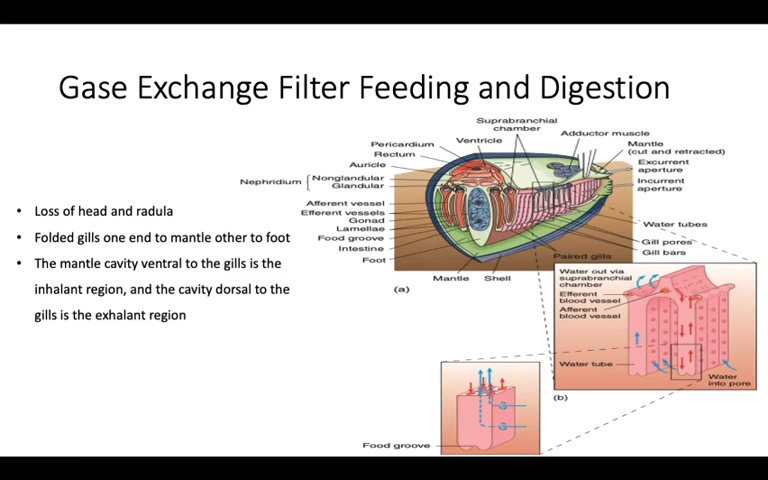 Gase Exchange Filter Feeding and Digestion
• Loss of head and radula
• Folded gills one end to mantle other to foot
• The mantle cavity ventral to the gills is the
inhalant region, and the cavity dorsal to the
gills is the exhalant region
Suprabranchial
chamber
Pericardium
Ventricle
Adductor muscle
Rectum
Mantle
(cut and retracted)
Auricle
Excurrent
aperture
Nephridium
Nonglandular
Glandular
Incurrent
aperture
Afferent vessel
Efferent vessels
Gonad
Lamellae
Food groove
Intestine
Foot
Water tubes
Gill pores
Gill bars
Paired gills
Mantle
Shell
(a)
Water out via
suprabranchial
chamber
Efferent
blood vessel
Afferent
blood vessel
Water tube
Water
into pore
(b)
Food groove